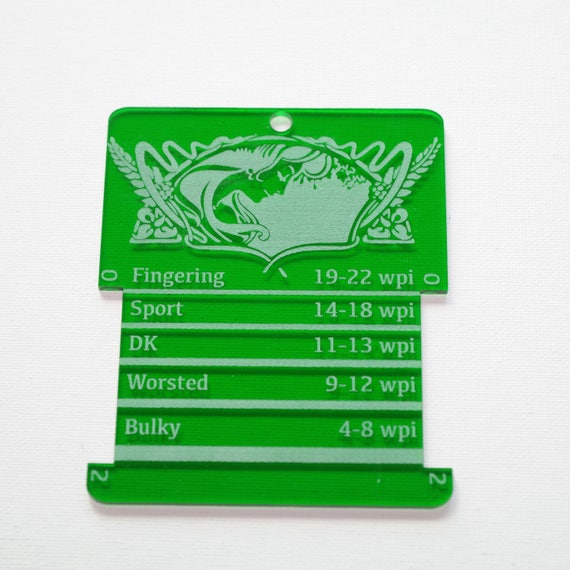 0 Fingering 19-22 wpi 0
Sport 14-18 wpi
DK 11-13 wpi
Worsted 9-12 wpi
Bulky 4-8 wpi
2 2